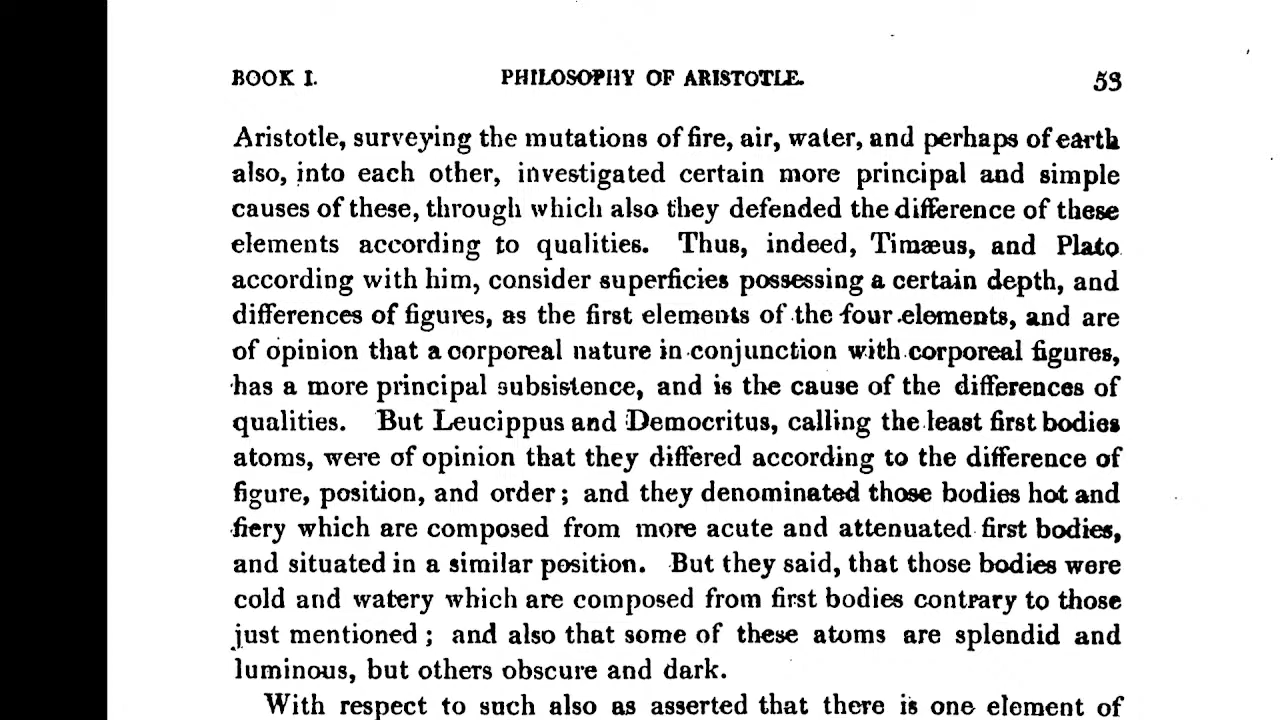 BOOK I. PHILOSOPHY OF ARISTOTLE. 53
Aristotle, surveying the mutations of fire, air, water, and perhaps of earth
also, into each other, investigated certain more principal and simple
causes of these, through which also they defended the difference of these
elements according to qualities. Thus, indeed, Timæus, and Plato
according with him, consider superficies possessing a certain depth, and
differences of figures, as the first elements of the four elements, and are
of opinion that a corporeal nature in conjunction with corporeal figures,
has a more principal subsistence, and is the cause of the differences of
qualities. But Leucippus and Democritus, calling the least first bodies
atoms, were of opinion that they differed according to the difference of
figure, position, and order; and they denominated those bodies hot and
fiery which are composed from more acute and attenuated first bodies,
and situated in a similar position. But they said, that those bodies were
cold and watery which are composed from first bodies contrary to those
just mentioned; and also that some of these atoms are splendid and
luminous, but others obscure and dark.
With respect to such also as asserted that there is one element of